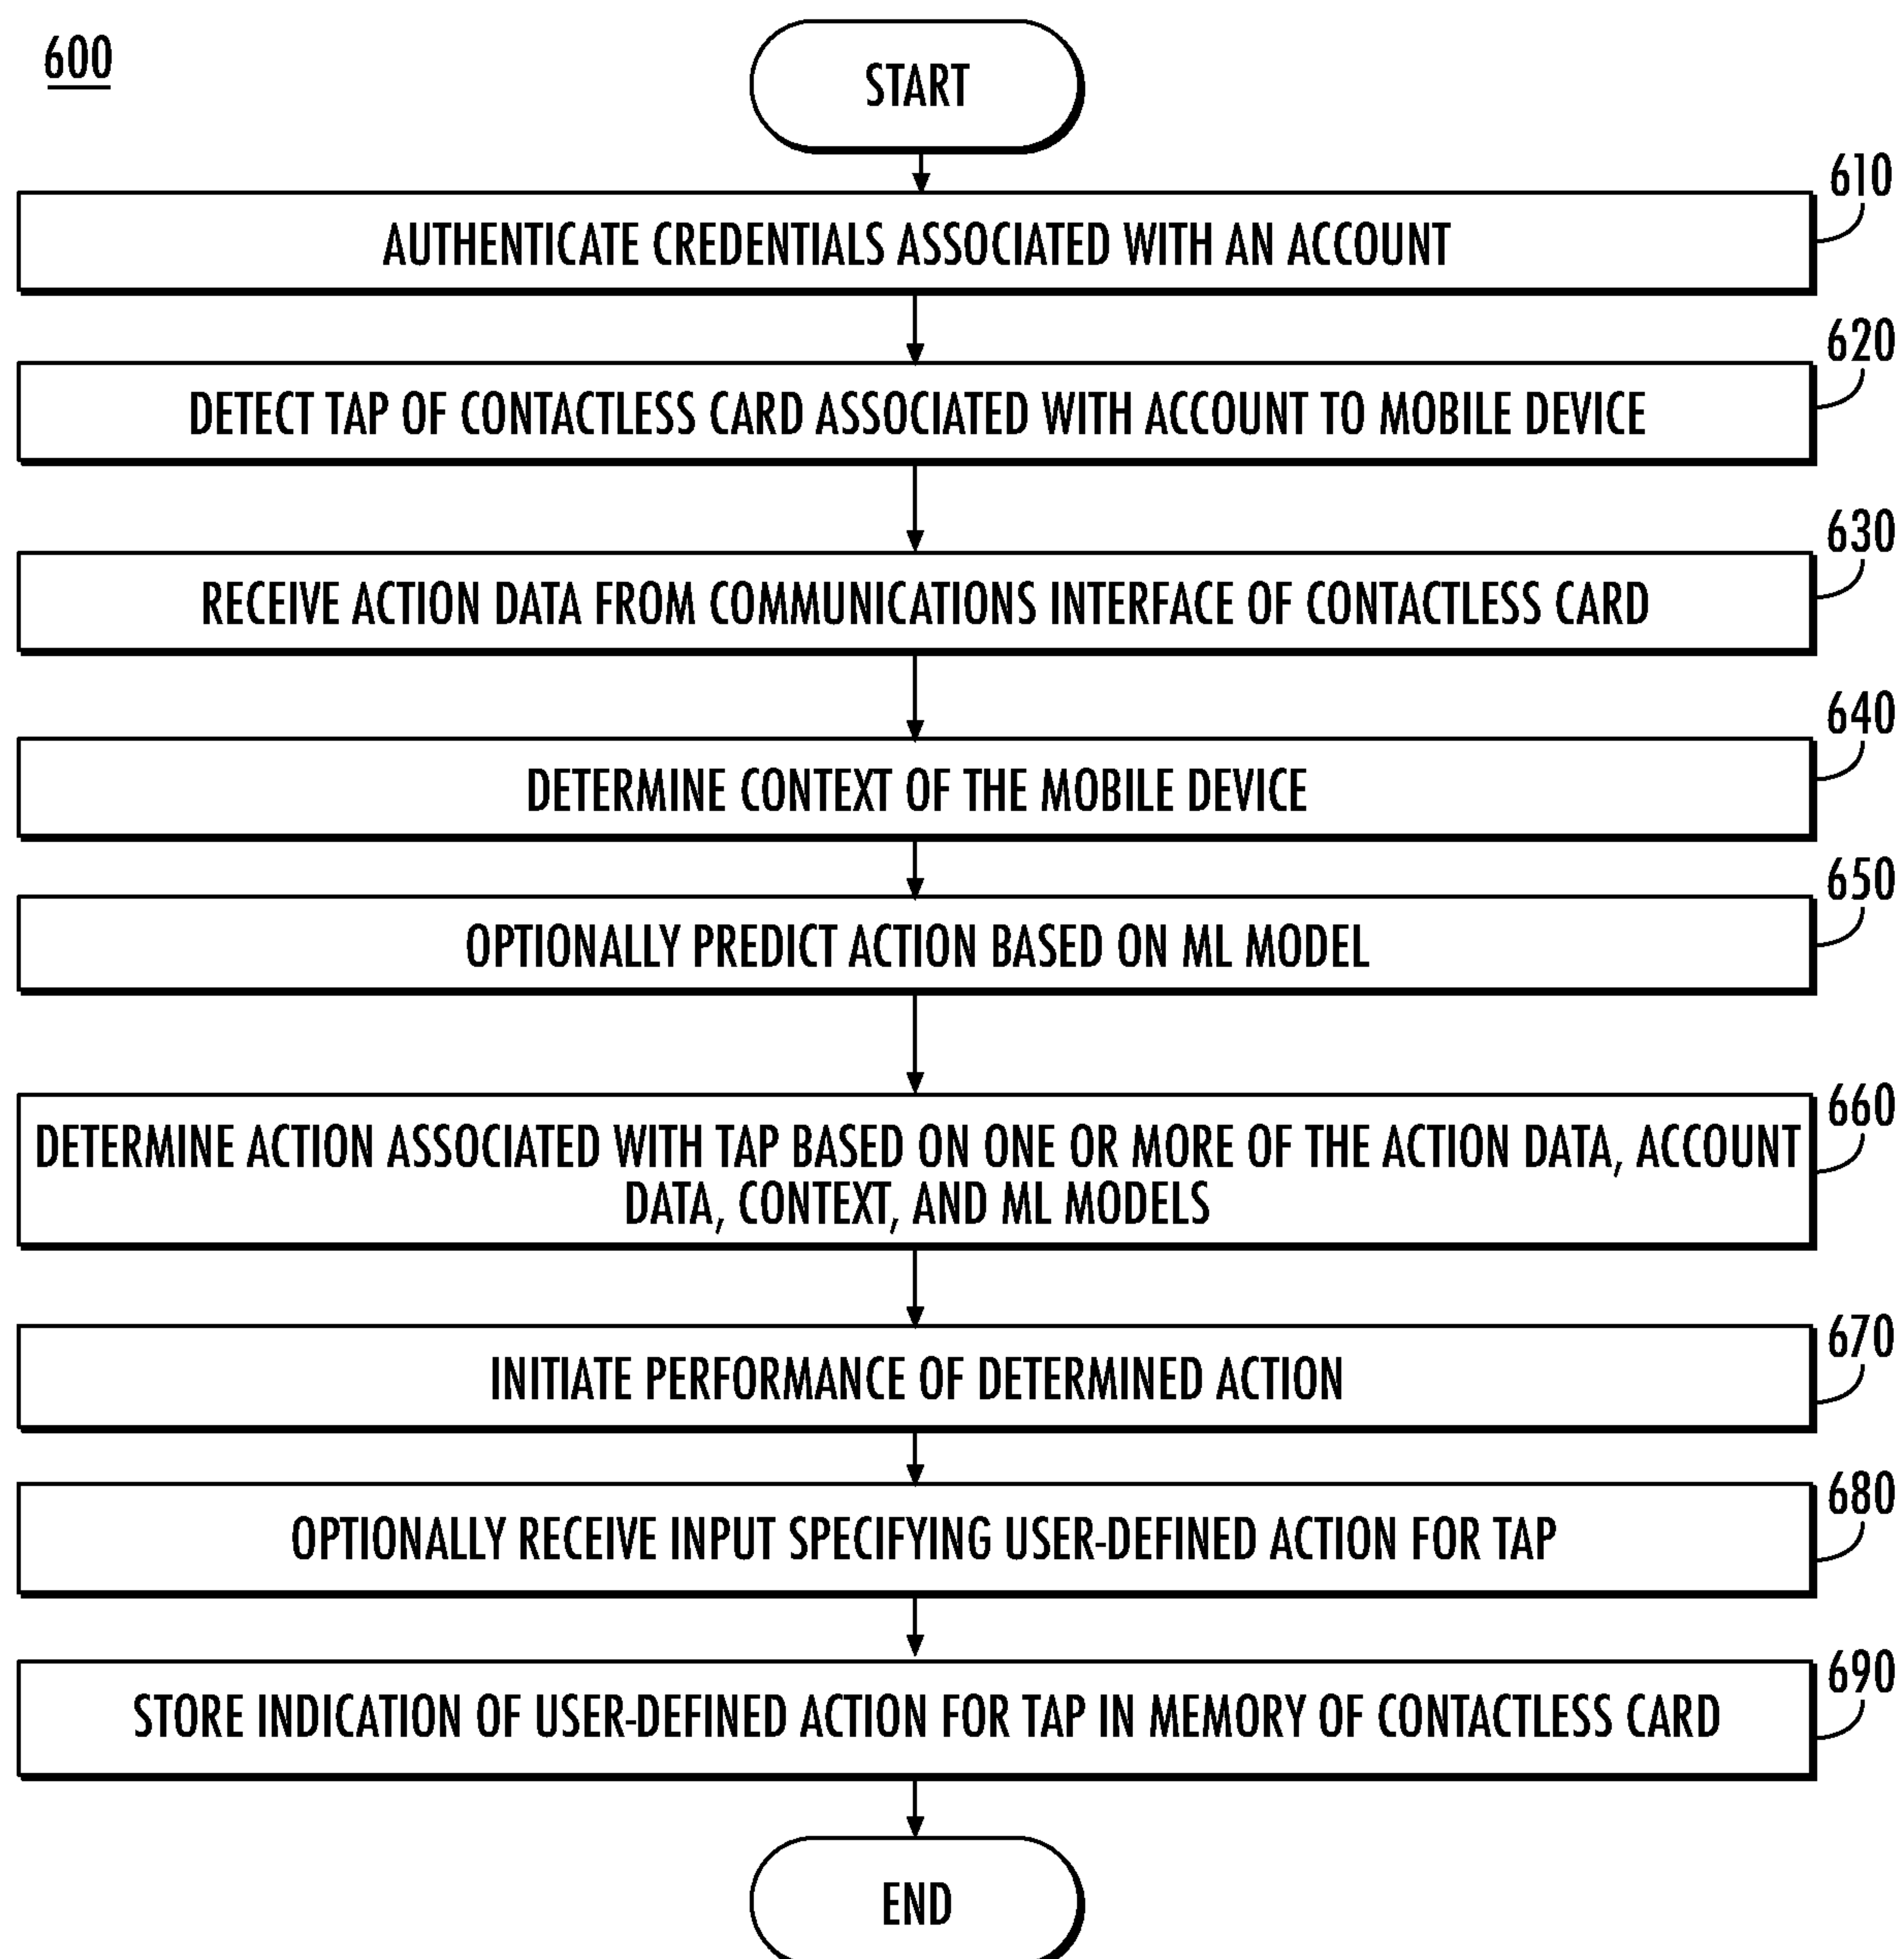 600
START
610
AUTHENTICATE CREDENTIALS ASSOCIATED WITH AN ACCOUNT
620
DETECT TAP OF CONTACTLESS CARD ASSOCIATED WITH ACCOUNT TO MOBILE DEVICE
630
RECEIVE ACTION DATA FROM COMMUNICATIONS INTERFACE OF CONTACTLESS CARD
640
DETERMINE CONTEXT OF THE MOBILE DEVICE
650
OPTIONALLY PREDICT ACTION BASED ON ML MODEL
660
DETERMINE ACTION ASSOCIATED WITH TAP BASED ON ONE OR MORE OF THE ACTION DATA, ACCOUNT
DATA, CONTEXT, AND ML MODELS
670
INITIATE PERFORMANCE OF DETERMINED ACTION
680
OPTIONALLY RECEIVE INPUT SPECIFYING USER-DEFINED ACTION FOR TAP
690
STORE INDICATION OF USER-DEFINED ACTION FOR TAP IN MEMORY OF CONTACTLESS CARD
END